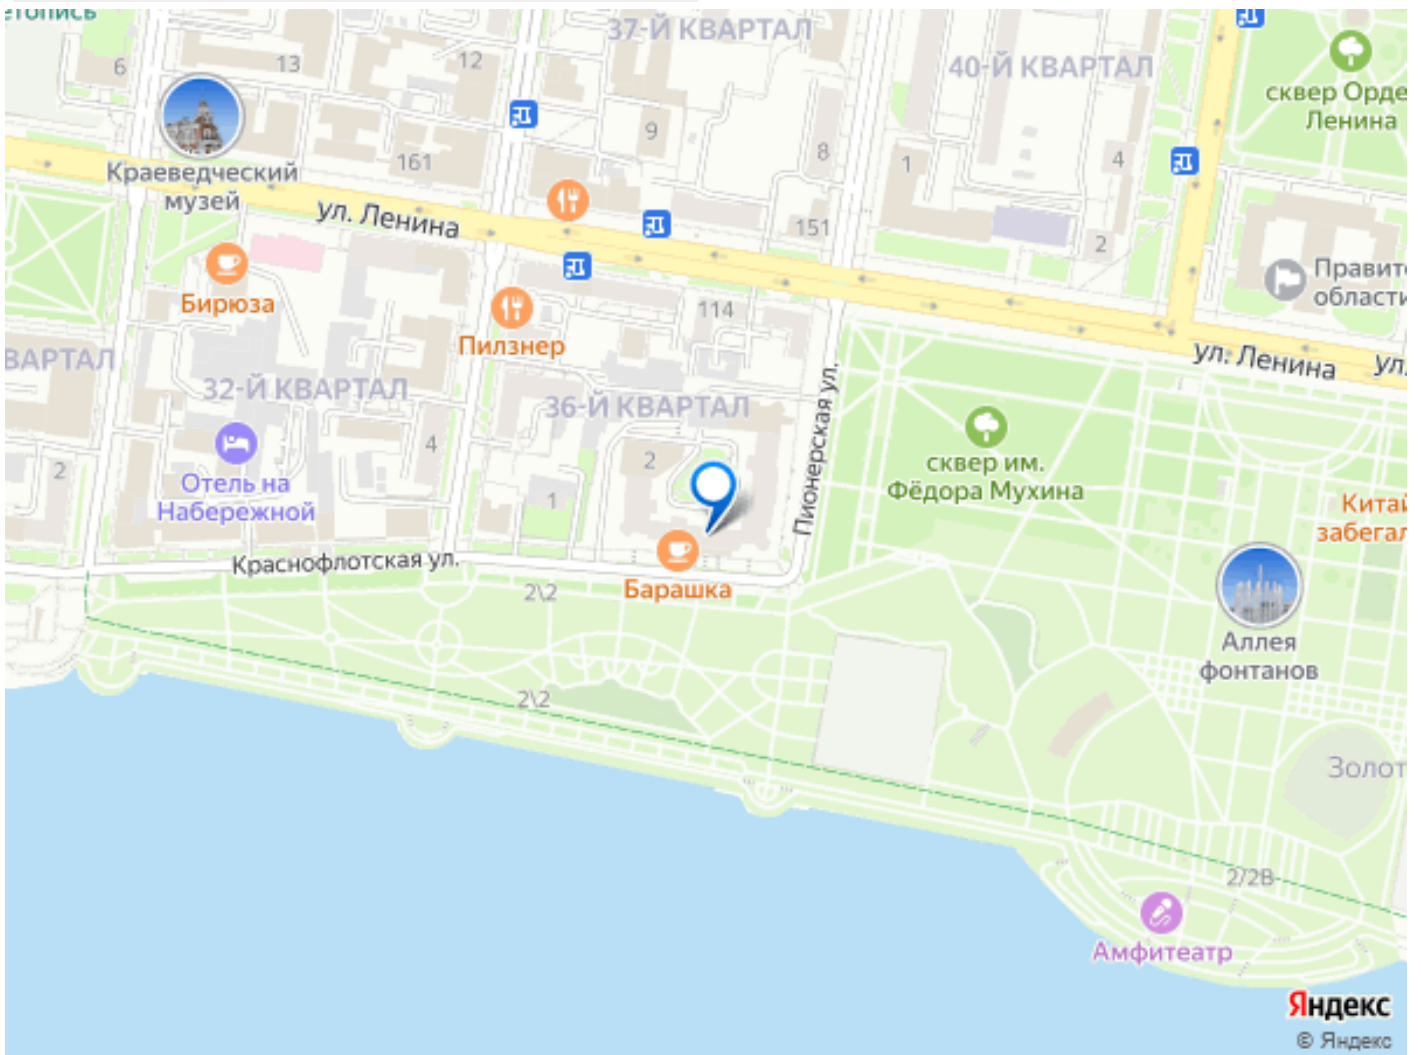 37-Й КВАРТАЛ
6
13
12
40-Й КВАРТАЛ
сквер Орде
Ленина
9
161
8
1
4
Краеведческий
музей
ул. Ленина
151
2
Правит
области
Бирюза
114
Пилзнер
ул. Ленина
ул.
КВАРТАЛ
32-Й КВАРТАЛ
36-Й КВАРТАЛ
Пионерская ул.
4
2
2
сквер им.
Фёдора Мухина
Отель на
Набережной
1
Китай
забегал
Краснофлотская ул.
2\2
Барашка
Аллея
фонтанов
2\2
Золот
2/2В
Амфитеатр
Яндекс
© Яндекс